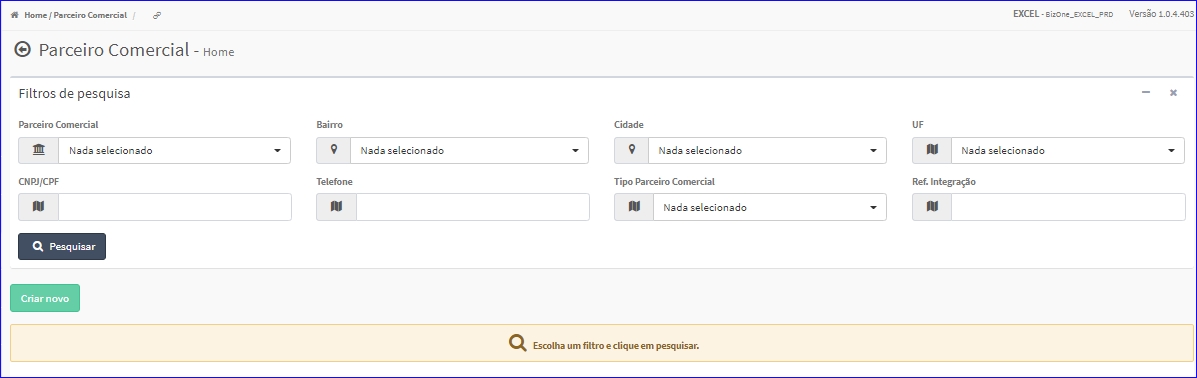 Home / Parceiro Comercial /
EXCEL - BizOne_EXCEL_PRD Versão 1.0.4.403
Parceiro Comercial - Home
Filtros de pesquisa
Parceiro Comercial Bairro Cidade UF
Nada selecionado Nada selecionado Nada selecionado Nada selecionado
CNPJ/CPF Telefone Tipo Parceiro Comercial Ref. Integração
Nada selecionado
Pesquisar
Criar novo
Escolha um filtro e clique em pesquisar.